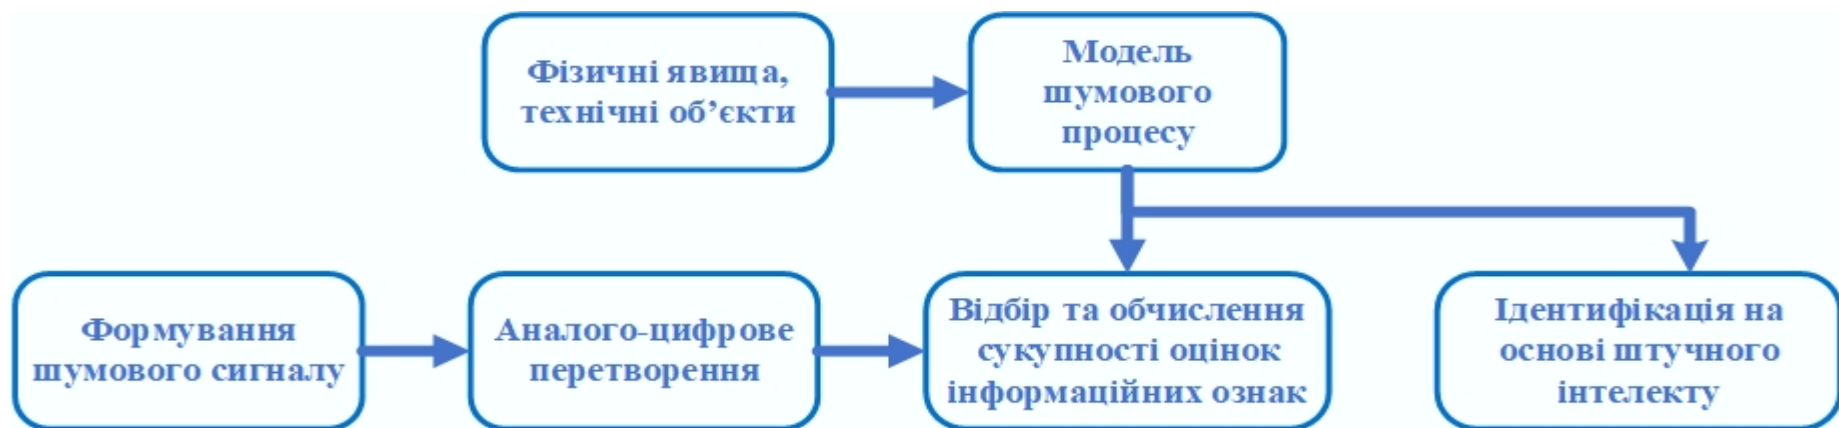 Фізичні явища,
технічні об’єкти
Модель
шумового
процесу
Формування
шумового сигналу
Аналого-цифрове
перетворення
Відбір та обчислення
сукупності оцінок
інформаційних ознак
Ідентифікація на
основі штучного
інтелекту